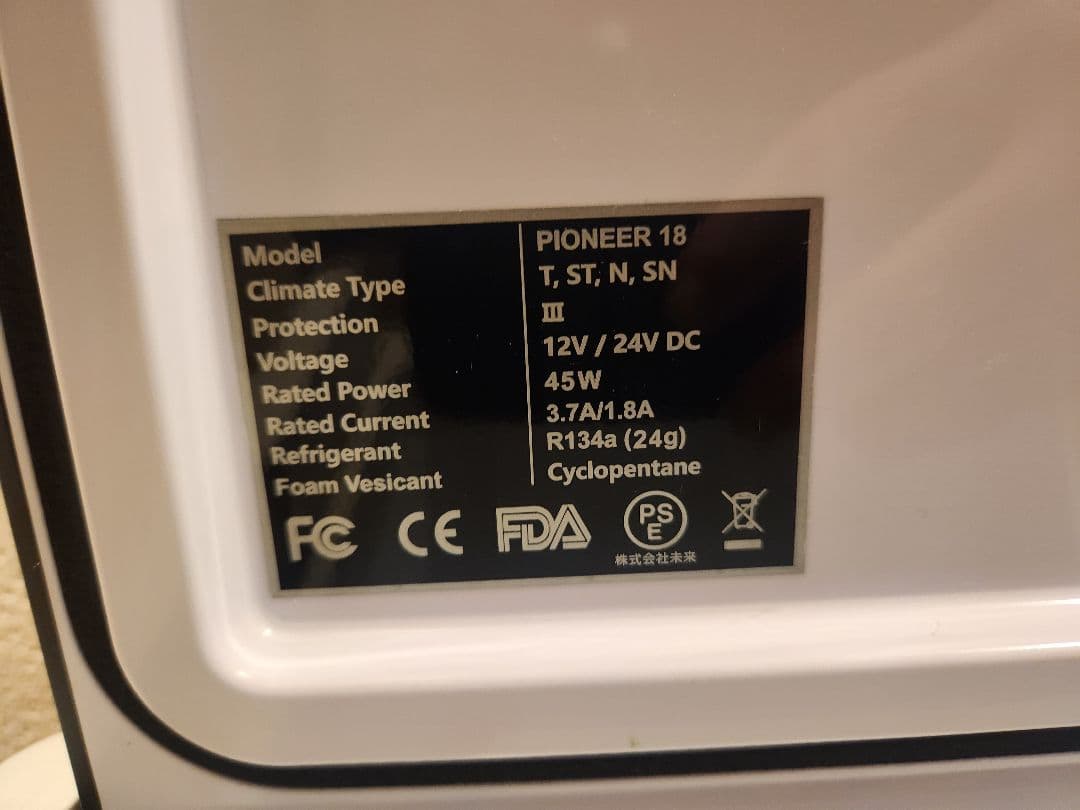 Model PIONEER 18
Climate Type T, ST, N, SN
Protection III
Voltage 12V / 24V DC
Rated Power 45W
Rated Current 3.7A/1.8A
Refrigerant R134a (24g)
Foam Vesicant Cyclopentane
FC CE FDA PS E
株式会社未来